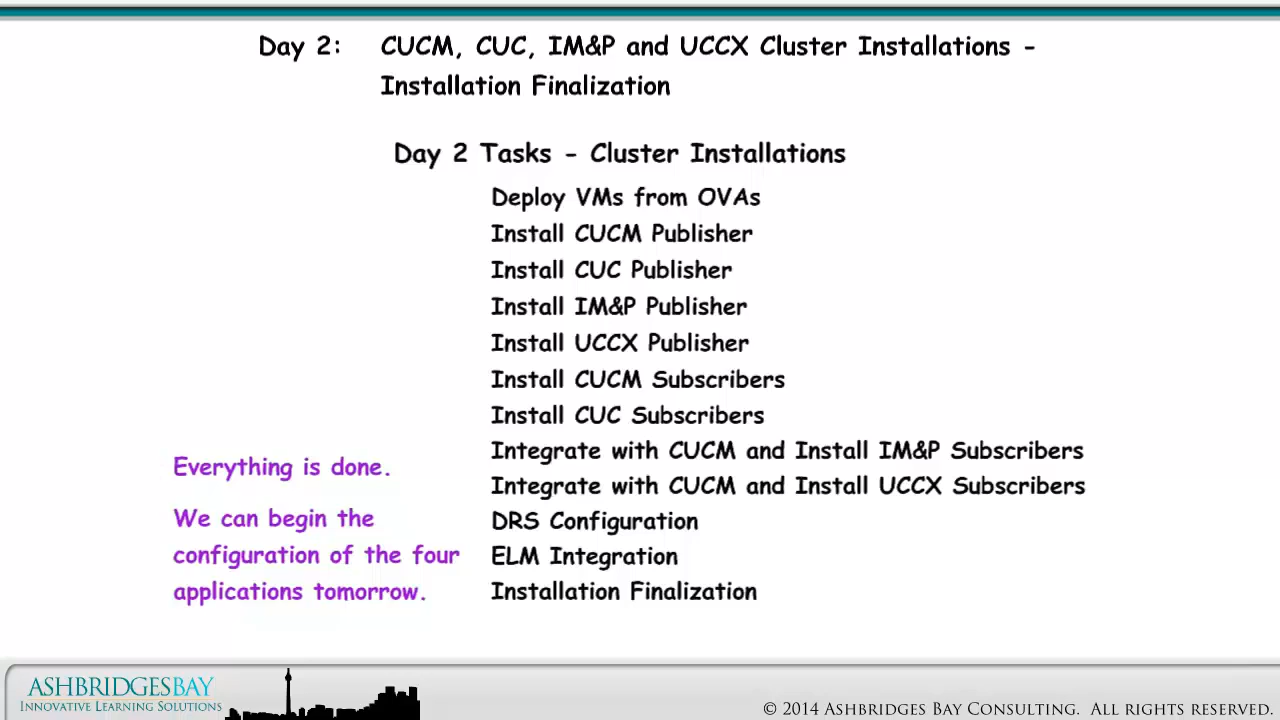 Day 2: CUCM, CUC, IM&P and UCCX Cluster Installations -
Installation Finalization
Day 2 Tasks - Cluster Installations
Deploy VMs from OVAs
Install CUCM Publisher
Install CUC Publisher
Install IM&P Publisher
Install UCCX Publisher
Install CUCM Subscribers
Install CUC Subscribers
Integrate with CUCM and Install IM&P Subscribers
Integrate with CUCM and Install UCCX Subscribers
DRS Configuration
ELM Integration
Installation Finalization
Everything is done.
We can begin the
configuration of the four
applications tomorrow.
ASHBRIDGESBAY
INNOVATIVE LEARNING SOLUTIONS
© 2014 ASHBRIDGES BAY CONSULTING. ALL RIGHTS RESERVED.